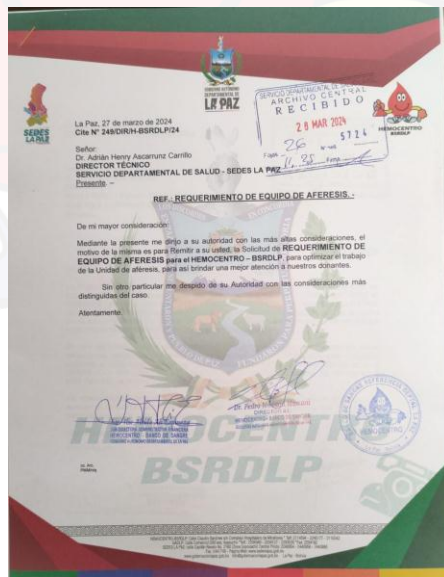 GOBIERNO AUTÓNOMO
DEPARTAMENTAL DE
LA PAZ
SEDES
LA PAZ
HEMOCENTRO
BSRDLP
SERVICIO DEPARTAMENTAL DE
ARCHIVO CENTRAL
RECIBIDO
28 MAR 2024
5724
La Paz, 27 de marzo de 2024
Cite N° 249/DIR/H-BSRDLP/24
Señor:
Dr. Adrián Henry Ascarrunz Carrillo
DIRECTOR TÉCNICO
SERVICIO DEPARTAMENTAL DE SALUD - SEDES LA PAZ
Presente. –
REF.- REQUERIMIENTO DE EQUIPO DE AFERESIS. -
De mi mayor consideración:
Mediante la presente me dirijo a su autoridad con las más altas consideraciones, el
motivo de la misma es para Remitir a usted, la Solicitud de REQUERIMIENTO DE
EQUIPO DE AFERESIS para el HEMOCENTRO – BSRDLP, para optimizar el trabajo
de la Unidad de aféresis, para así brindar una mejor atención a nuestros donantes.
Sin otro particular me despido de su Autoridad con las consideraciones más
distinguidas del caso.
Atentamente.
HEMOCENTRO
BSRDLP